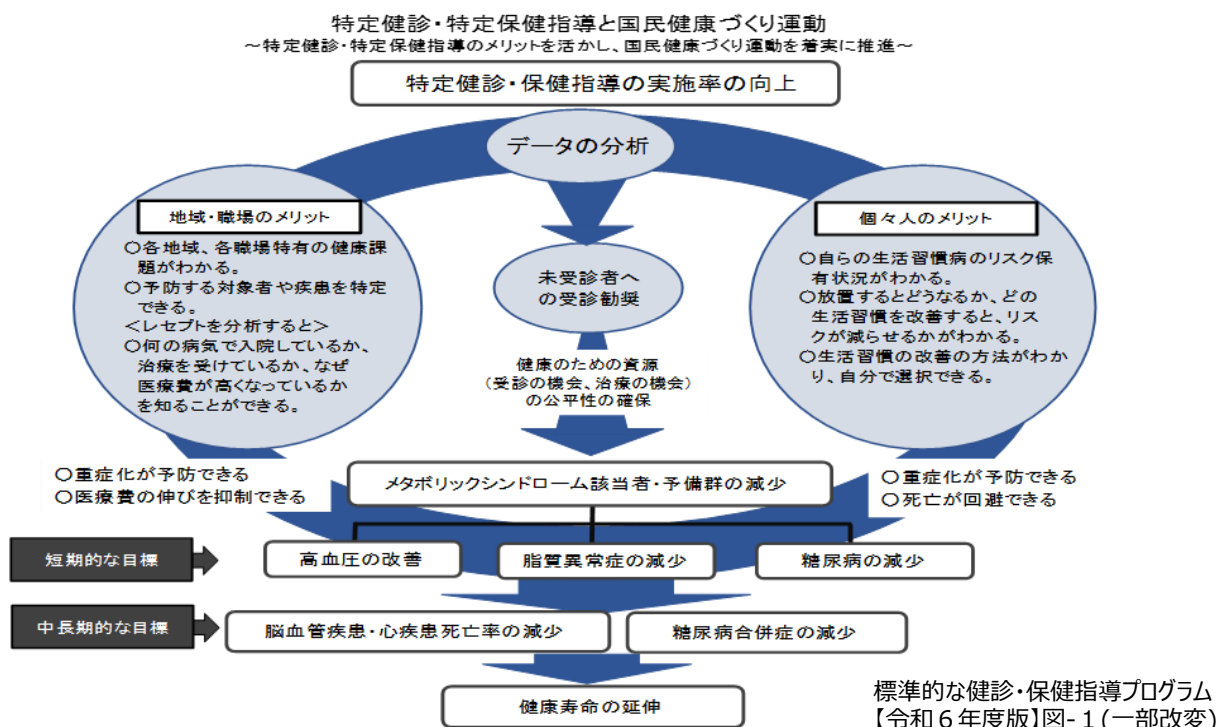 特定健診・特定保健指導と国民健康づくり運動
～特定健診・特定保健指導のメリットを活かし、国民健康づくり運動を着実に推進～
特定健診・保健指導の実施率の向上
データの分析
地域・職場のメリット
○各地域、各職場特有の健康課
題がわかる。
○予防する対象者や疾患を特定
できる。
<レセプトを分析すると>
○何の病気で入院しているか、
治療を受けているか、なぜ
医療費が高くなっているか
を知ることができる。
未受診者へ
の受診勧奨
個々人のメリット
○自らの生活習慣病のリスク保
有状況がわかる。
○放置するとどうなるか、どの
生活習慣を改善すると、リス
クが減らせるかがわかる。
○生活習慣の改善の方法がわか
り、自分で選択できる。
健康のための資源
(受診の機会、治療の機会)
の公平性の確保
○重症化が予防できる
○医療費の伸びを抑制できる
メタボリックシンドローム該当者・予備群の減少
○重症化が予防できる
○死亡が回避できる
短期的な目標
高血圧の改善
脂質異常症の減少
糖尿病の減少
中長期的な目標
脳血管疾患・心疾患死亡率の減少
糖尿病合併症の減少
健康寿命の延伸
標準的な健診・保健指導プログラム
【令和６年度版】図-１(一部改変)